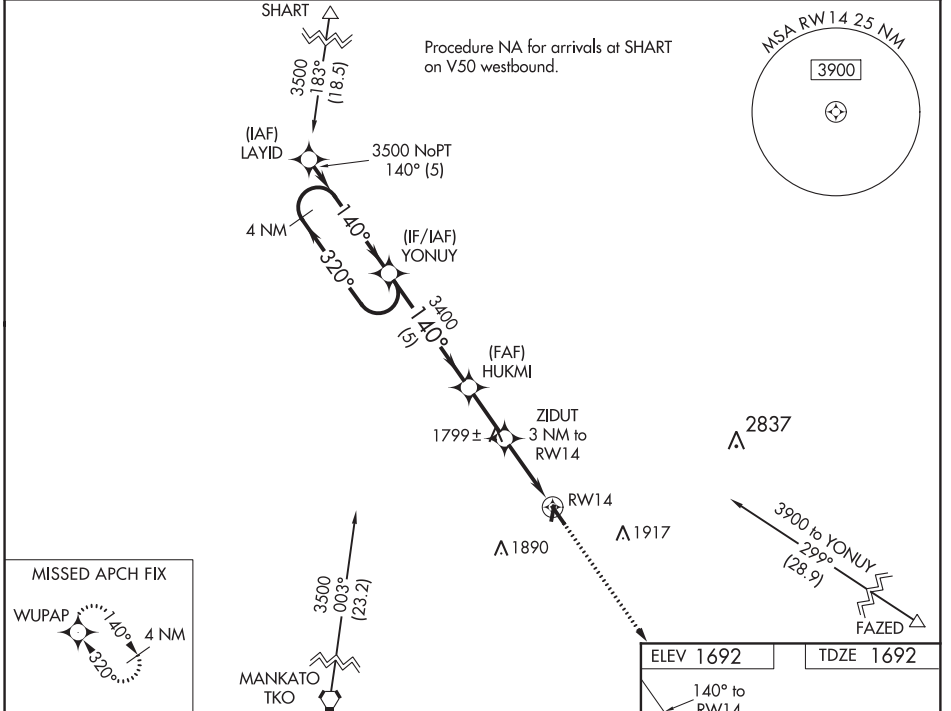 SHART
Procedure NA for arrivals at SHART
on V50 westbound.
MSA RW14 25 NM
3900
3500
183°
(18.5)
(IAF)
LAYID
3500 NoPT
140° (5)
4 NM
140°
320°
(IF/IAF)
YONUY
3400
140°
(5)
(FAF)
HUKMI
1799±
ZIDUT
3 NM to
RW14
2837
RW14
1890
1917
3900 to YONUY
299°
(28.9)
FAZED
3500
003°
(23.2)
MANKATO
TKO
MISSED APCH FIX
WUPAP
140°
4 NM
320°
ELEV 1692
TDZE 1692
140° to
RW14